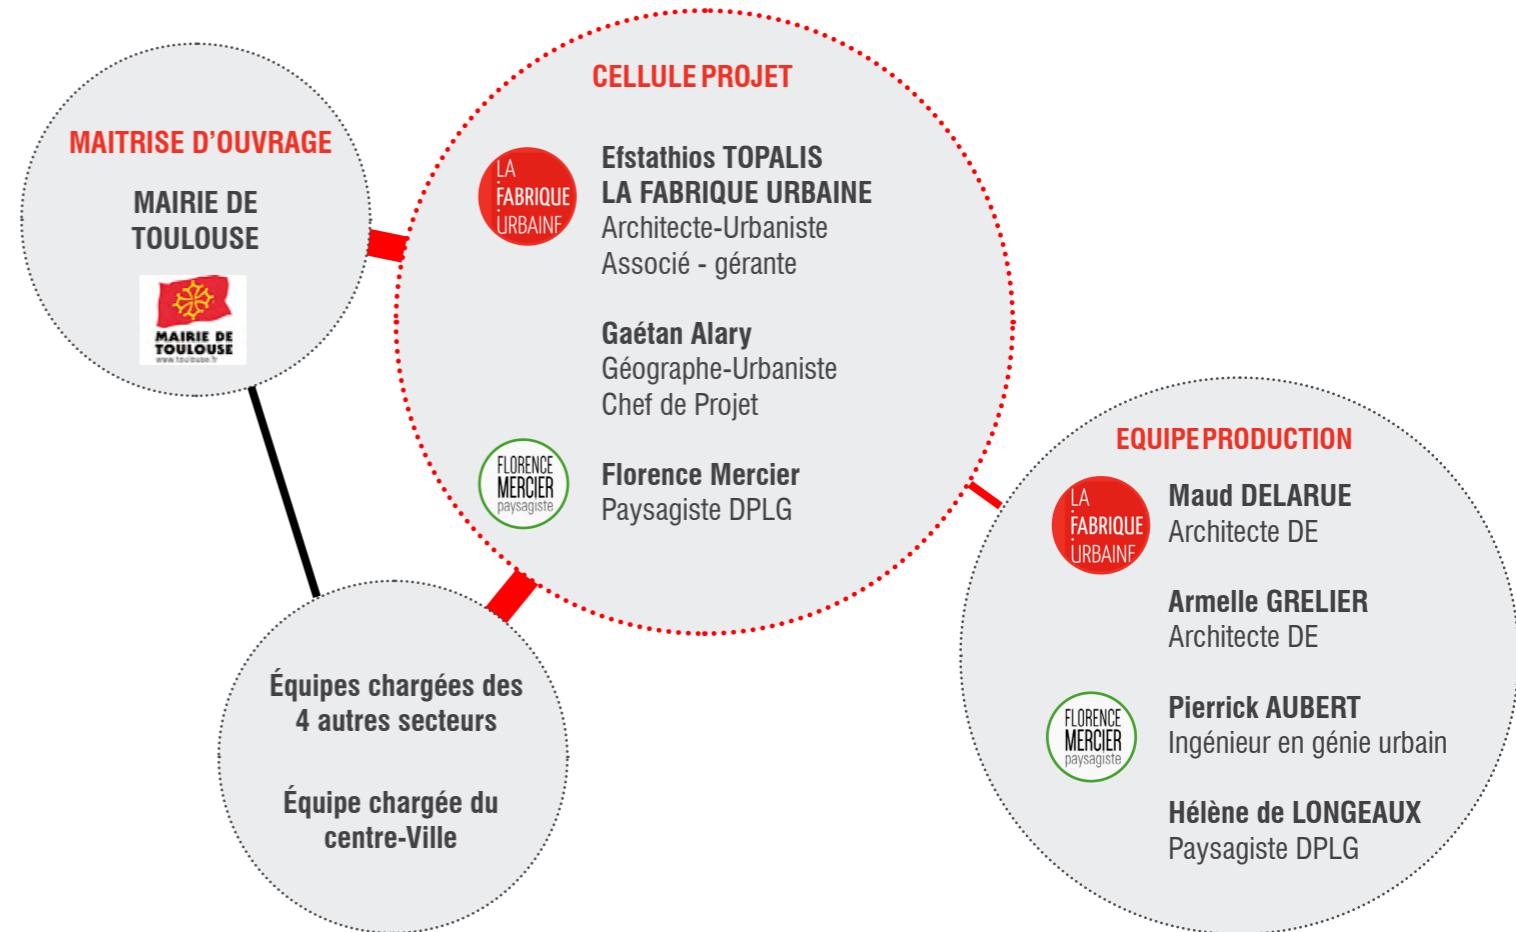 MAITRISE D’OUVRAGE
MAIRIE DE
TOULOUSE
MAIRIE DE
TOULOUSE
www.toulouse.fr
CELLULE PROJET
LA
FABRIQUE
URBAINE
Efstathios TOPALIS
LA FABRIQUE URBAINE
Architecte-Urbaniste
Associé - gérante
Gaétan Alary
Géographe-Urbaniste
Chef de Projet
FLORENCE
MERCIER
paysagiste
Florence Mercier
Paysagiste DPLG
Équipes chargées des
4 autres secteurs
Équipe chargée du
centre-Ville
EQUIPE PRODUCTION
LA
FABRIQUE
URBAINE
Maud DELARUE
Architecte DE
Armelle GRELIER
Architecte DE
FLORENCE
MERCIER
paysagiste
Pierrick AUBERT
Ingénieur en génie urbain
Hélène de LONGEAUX
Paysagiste DPLG